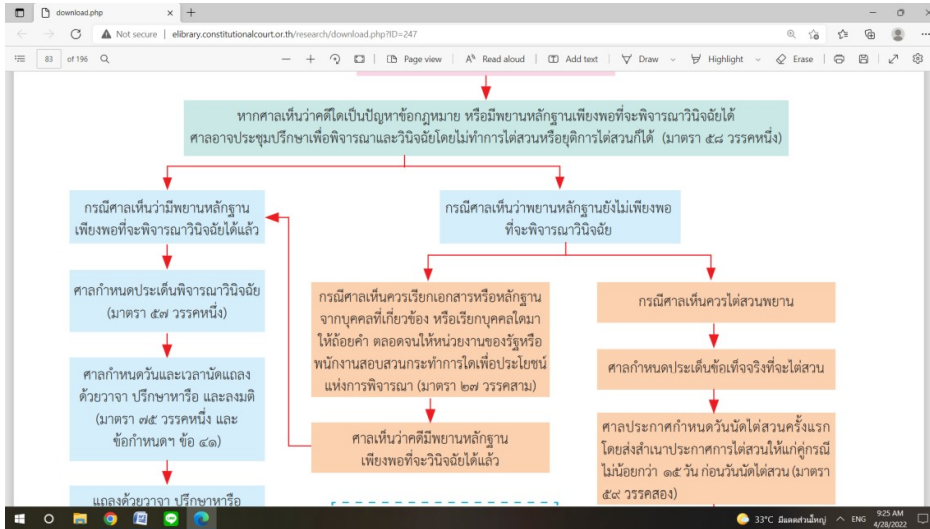 download.php
Not secure | elibrary.constitutionalcourt.or.th/research/download.php?ID=247
83 of 196
Page view
Read aloud
Add text
Draw
Highlight
Erase
หากศาลเห็นว่าคดีใดเป็นปัญหาข้อกฎหมาย หรือมีพยานหลักฐานเพียงพอที่จะพิจารณาวินิจฉัยได้
ศาลอาจประชุมปรึกษาเพื่อพิจารณาและวินิจฉัยโดยไม่ทำการไต่สวนหรือยุติการไต่สวนก็ได้ (มาตรา ๕๘ วรรคหนึ่ง)
กรณีศาลเห็นว่ามีพยานหลักฐาน
เพียงพอที่จะพิจารณาวินิจฉัยได้แล้ว
ศาลกำหนดประเด็นพิจารณาวินิจฉัย
(มาตรา ๕๗ วรรคหนึ่ง)
ศาลกำหนดวันและเวลานัดแถลง
ด้วยวาจา ปรึกษาหารือ และลงมติ
(มาตรา ๗๕ วรรคหนึ่ง และ
ข้อกำหนดฯ ข้อ ๔๑)
แถลงด้วยวาจา ปรึกษาหารือ
กรณีศาลเห็นว่าพยานหลักฐานยังไม่เพียงพอ
ที่จะพิจารณาวินิจฉัย
กรณีศาลเห็นควรเรียกเอกสารหรือหลักฐาน
จากบุคคลที่เกี่ยวข้อง หรือเรียกบุคคลใดมา
ให้ถ้อยคำ ตลอดจนให้หน่วยงานของรัฐหรือ
พนักงานสอบสวนกระทำการใดเพื่อประโยชน์
แห่งการพิจารณา (มาตรา ๒๗ วรรคสาม)
ศาลเห็นว่าคดีมีพยานหลักฐาน
เพียงพอที่จะวินิจฉัยได้แล้ว
กรณีศาลเห็นควรไต่สวนพยาน
ศาลกำหนดประเด็นข้อเท็จจริงที่จะไต่สวน
ศาลประกาศกำหนดวันนัดไต่สวนครั้งแรก
โดยส่งสำเนาประกาศการไต่สวนให้แก่คู่กรณี
ไม่น้อยกว่า ๑๕ วัน ก่อนวันนัดไต่สวน (มาตรา
๕๙ วรรคสอง)
33°C มีแดดส่วนใหญ่
ENG
9:25 AM
4/28/2022